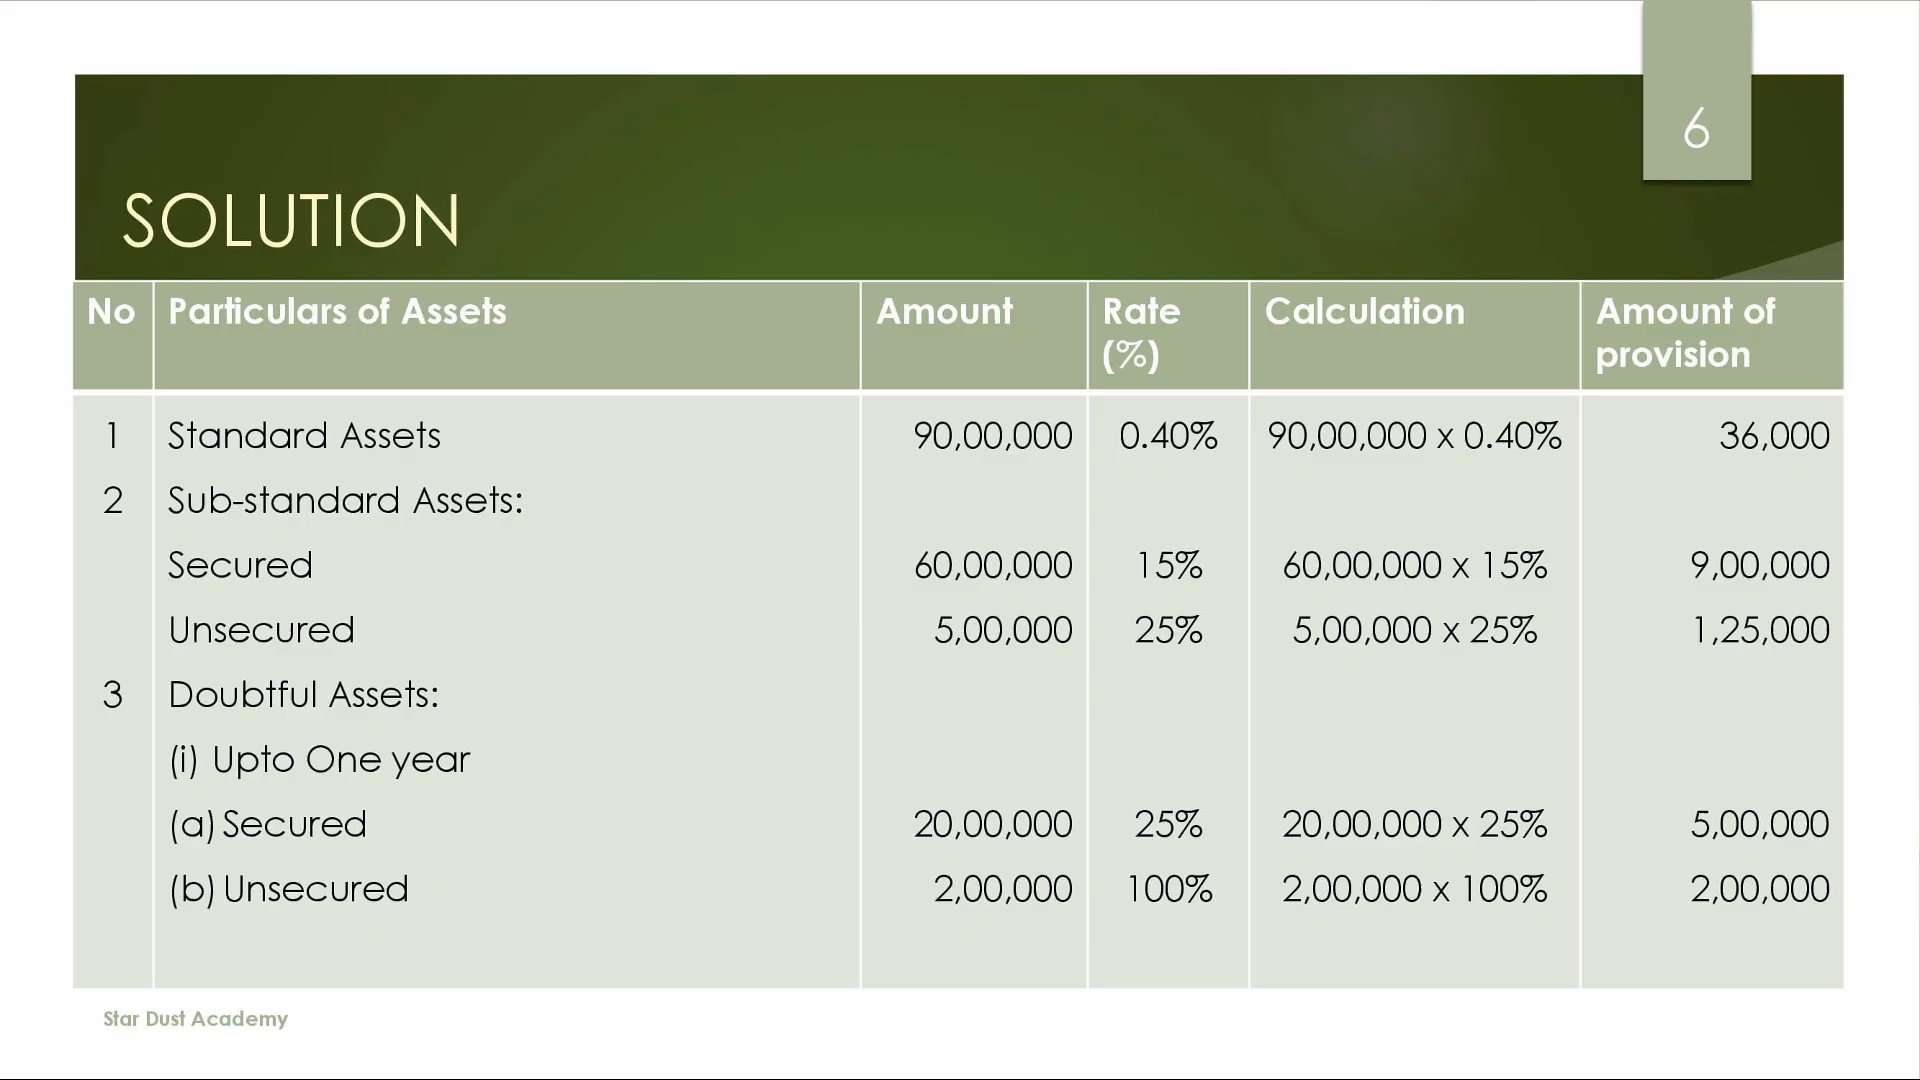 6
SOLUTION
No Particulars of Assets Amount Rate (%) Calculation Amount of provision
1 Standard Assets 90,00,000 0.40% 90,00,000 x 0.40% 36,000
2 Sub-standard Assets:
Secured 60,00,000 15% 60,00,000 x 15% 9,00,000
Unsecured 5,00,000 25% 5,00,000 x 25% 1,25,000
3 Doubtful Assets:
(i) Upto One year
(a) Secured 20,00,000 25% 20,00,000 x 25% 5,00,000
(b) Unsecured 2,00,000 100% 2,00,000 x 100% 2,00,000
Star Dust Academy